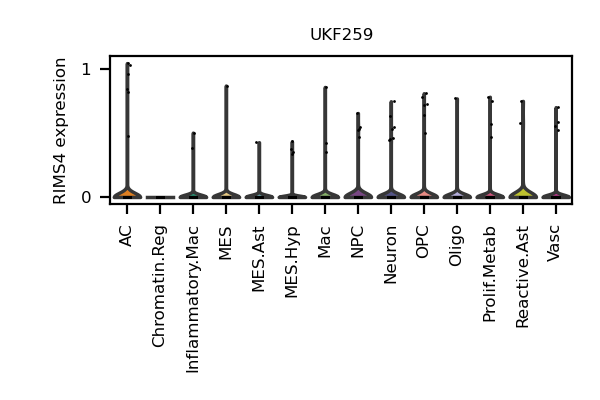 UKF259
RIMS4 expression
1
0
AC
Chromatin.Reg
Inflammatory.Mac
MES
MES.Ast
MES.Hyp
Mac
NPC
Neuron
OPC
Oligo
Prolif.Metab
Reactive.Ast
Vasc